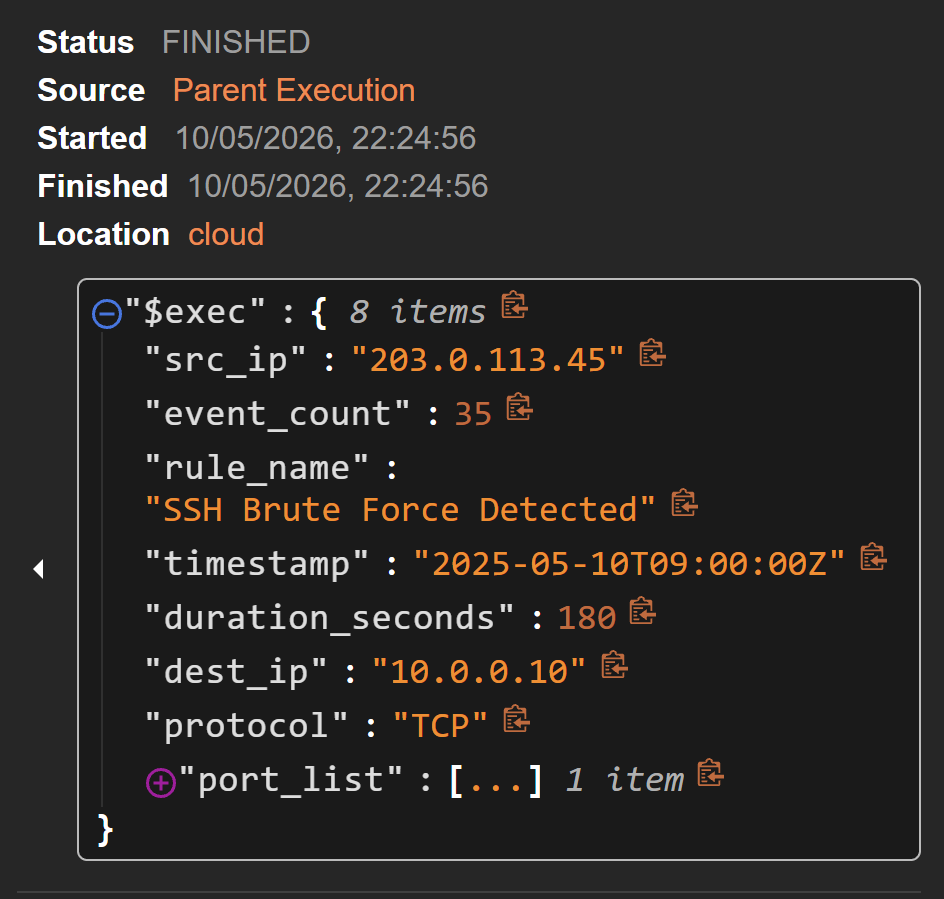 Status FINISHED
Source Parent Execution
Started 10/05/2026, 22:24:56
Finished 10/05/2026, 22:24:56
Location cloud
"$exec" : { 8 items
"src_ip" : "203.0.113.45"
"event_count" : 35
"rule_name" :
"SSH Brute Force Detected"
"timestamp" : "2025-05-10T09:00:00Z"
"duration_seconds" : 180
"dest_ip" : "10.0.0.10"
"protocol" : "TCP"
"port_list" : [...] 1 item
}